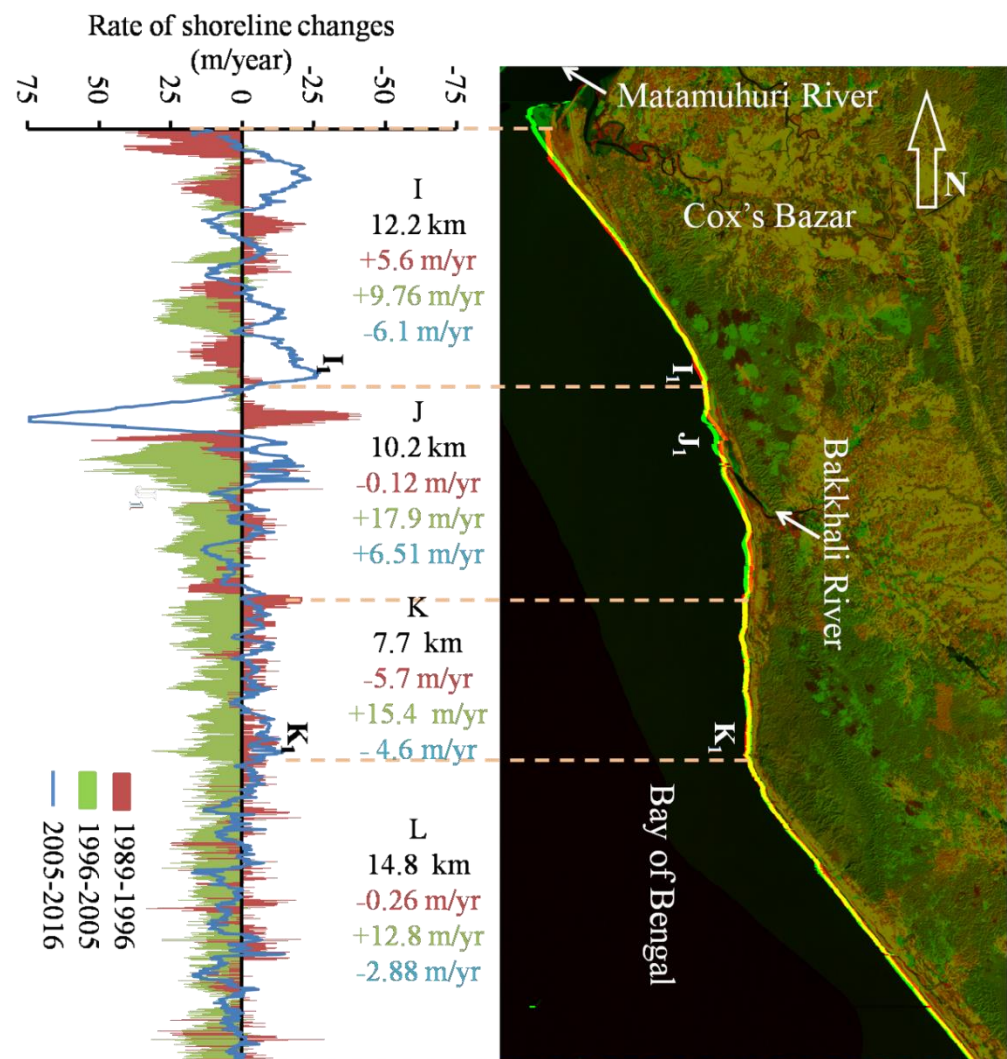 Rate of shoreline changes
(m/year)
75
50
25
0
-25
-50
-75
I
12.2 km
+5.6 m/yr
+9.76 m/yr
-6.1 m/yr
I1
J
10.2 km
-0.12 m/yr
+17.9 m/yr
+6.51 m/yr
J1
K
7.7 km
-5.7 m/yr
+15.4 m/yr
- 4.6 m/yr
K1
L
14.8 km
-0.26 m/yr
+12.8 m/yr
-2.88 m/yr
1989-1996
1996-2005
2005-2016
Matamuhuri River
N
Cox's Bazar
I1
J1
Bakkhali River
K1
Bay of Bengal